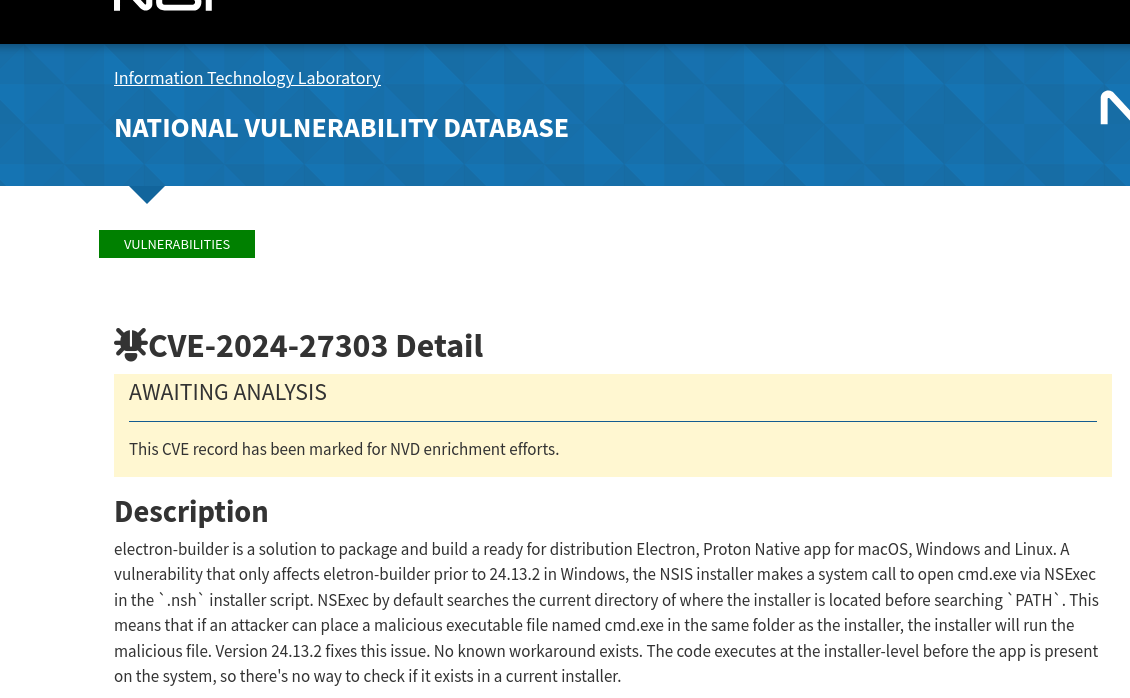 Information Technology Laboratory
NATIONAL VULNERABILITY DATABASE
VULNERABILITIES
CVE-2024-27303 Detail
AWAITING ANALYSIS
This CVE record has been marked for NVD enrichment efforts.
Description
electron-builder is a solution to package and build a ready for distribution Electron, Proton Native app for macOS, Windows and Linux. A
vulnerability that only affects eletron-builder prior to 24.13.2 in Windows, the NSIS installer makes a system call to open cmd.exe via NSExec
in the `.nsh` installer script. NSExec by default searches the current directory of where the installer is located before searching `PATH`. This
means that if an attacker can place a malicious executable file named cmd.exe in the same folder as the installer, the installer will run the
malicious file. Version 24.13.2 fixes this issue. No known workaround exists. The code executes at the installer-level before the app is present
on the system, so there's no way to check if it exists in a current installer.